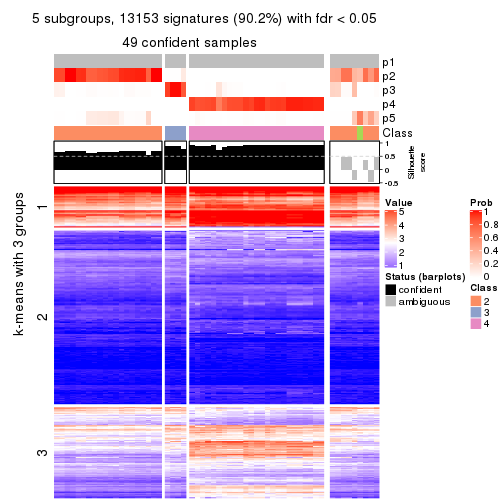 5 subgroups, 13153 signatures (90.2%) with fdr < 0.05
49 confident samples
p1
p2
p3
p4
p5
Class
1
0.5
0
-0.5
Silhouette
score
k-means with 3 groups
1
2
3
Value
5
4
3
2
1
Status (barplots)
confident
ambiguous
Prob
1
0.8
0.6
0.4
0.2
0
Class
2
3
4